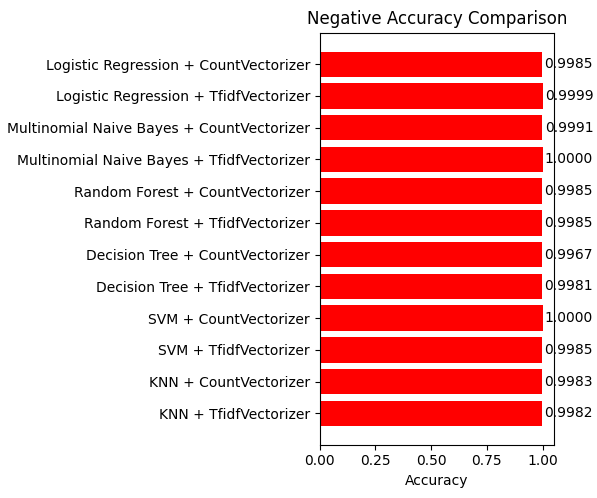 Negative Accuracy Comparison
Logistic Regression + CountVectorizer 0.9985
Logistic Regression + TfidfVectorizer 0.9999
Multinomial Naive Bayes + CountVectorizer 0.9991
Multinomial Naive Bayes + TfidfVectorizer 1.0000
Random Forest + CountVectorizer 0.9985
Random Forest + TfidfVectorizer 0.9985
Decision Tree + CountVectorizer 0.9967
Decision Tree + TfidfVectorizer 0.9981
SVM + CountVectorizer 1.0000
SVM + TfidfVectorizer 0.9985
KNN + CountVectorizer 0.9983
KNN + TfidfVectorizer 0.9982
0.00 0.25 0.50 0.75 1.00
Accuracy